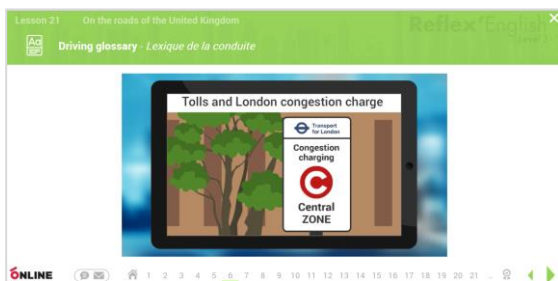 Lesson 21 On the roads of the United Kingdom
Reflex'English
Driving glossary - Lexique de la conduite
Tolls and London congestion charge
Transport
for London
Congestion
charging
C
Central
ZONE
ONLINE
1 2 3 4 5 6 7 8 9 10 11 12 13 14 15 16 17 18 19 20 21 ..